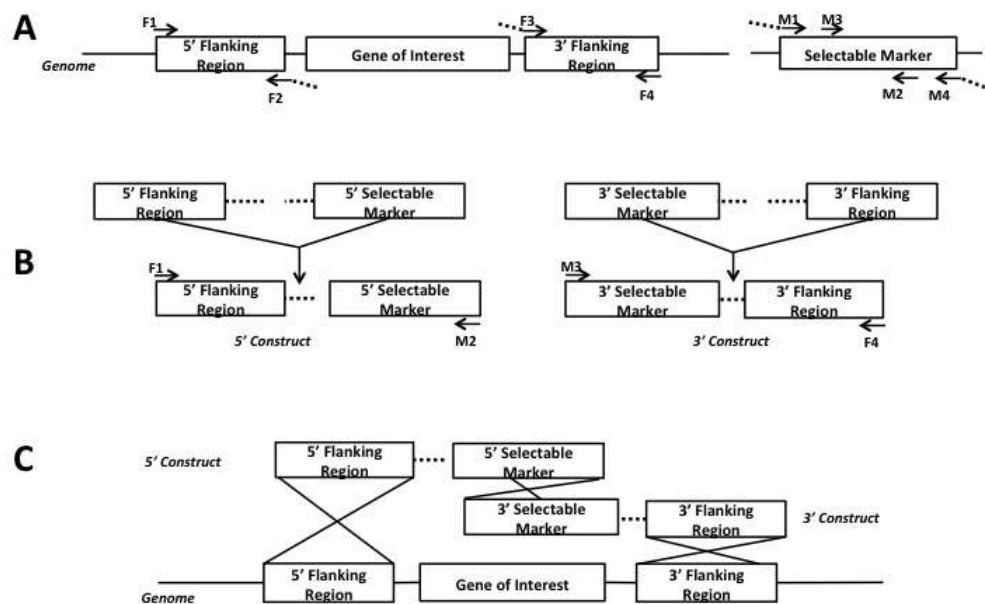 A
F1
F3
M1
M3
5’ Flanking
Region
Gene of Interest
3’ Flanking
Region
Selectable Marker
Genome
F2
F4
M2
M4
5’ Flanking
Region
5’ Selectable
Marker
3’ Selectable
Marker
3’ Flanking
Region
B
F1
M3
5’ Flanking
Region
5’ Selectable
Marker
3’ Selectable
Marker
3’ Flanking
Region
5’ Construct
M2
3’ Construct
F4
C
5’ Construct
5’ Flanking
Region
5’ Selectable
Marker
3’ Selectable
Marker
3’ Flanking
Region
3’ Construct
5’ Flanking
Region
Gene of Interest
3’ Flanking
Region
Genome